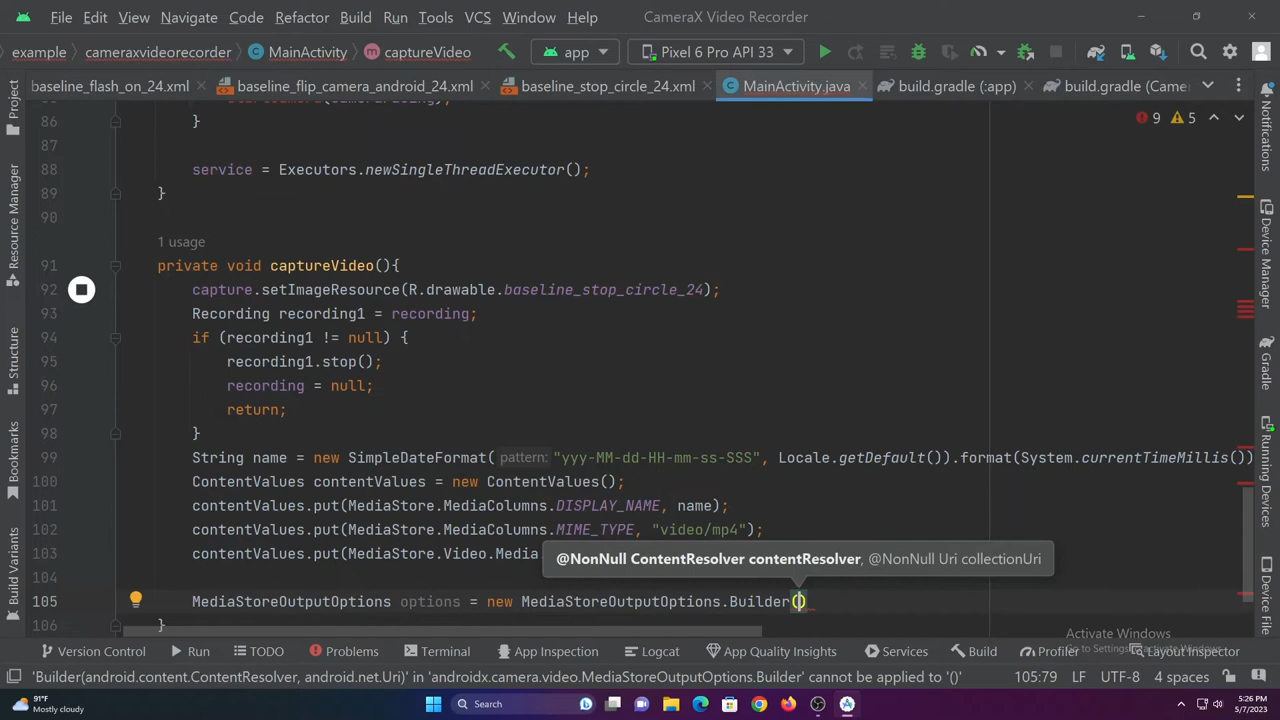 File Edit View Navigate Code Refactor Build Run Tools VCS Window Help CameraX Video Recorder
example cameraxvideorecorder MainActivity captureVideo app Pixel 6 Pro API 33
baseline_flash_on_24.xml baseline_flip_camera_android_24.xml baseline_stop_circle_24.xml MainActivity.java build.gradle (:app) build.gradle (Came
Project
Resource Manager
Structure
Bookmarks
Build Variants
9 5
86 }
87
88 service = Executors.newSingleThreadExecutor();
89 }
90
1 usage
91 private void captureVideo(){
92 capture.setImageResource(R.drawable.baseline_stop_circle_24);
93 Recording recording1 = recording;
94 if (recording1 != null) {
95 recording1.stop();
96 recording = null;
97 return;
98 }
99 String name = new SimpleDateFormat( pattern: "yyy-MM-dd-HH-mm-ss-SSS", Locale.getDefault()).format(System.currentTimeMillis())
100 ContentValues contentValues = new ContentValues();
101 contentValues.put(MediaStore.MediaColumns.DISPLAY_NAME, name);
102 contentValues.put(MediaStore.MediaColumns.MIME_TYPE, "video/mp4");
103 contentValues.put(MediaStore.Video.Media
@NonNull ContentResolver contentResolver, @NonNull Uri collectionUri
104
105 MediaStoreOutputOptions options = new MediaStoreOutputOptions.Builder()
106 }
Notifications
Device Manager
Gradle
Running Devices
Device File
Activate Windows
Go to Settings to activate Windows.
Version Control Run TODO Problems Terminal App Inspection Logcat App Quality Insights Services Build Profiler Layout Inspector
'Builder(android.content.ContentResolver, android.net.Uri)' in 'androidx.camera.video.MediaStoreOutputOptions.Builder' cannot be applied to '()' 105:79 LF UTF-8 4 spaces
91°F
Mostly cloudy
Search
5:26 PM
5/7/2023